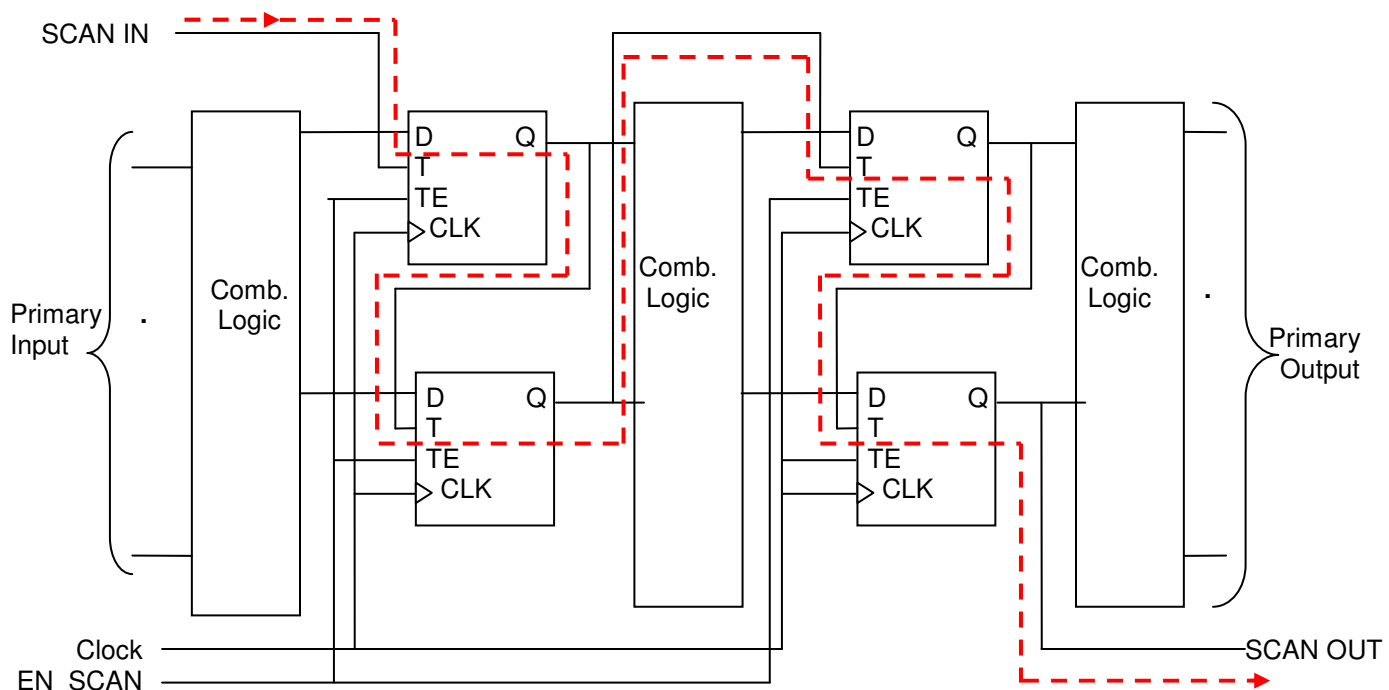 SCAN IN
D Q
T
TE
CLK
D Q
T
TE
CLK
Comb.
Logic
Comb.
Logic
Comb.
Logic
Primary
Input
.
.
Primary
Output
D Q
T
TE
CLK
D Q
T
TE
CLK
Clock
EN_SCAN
SCAN OUT